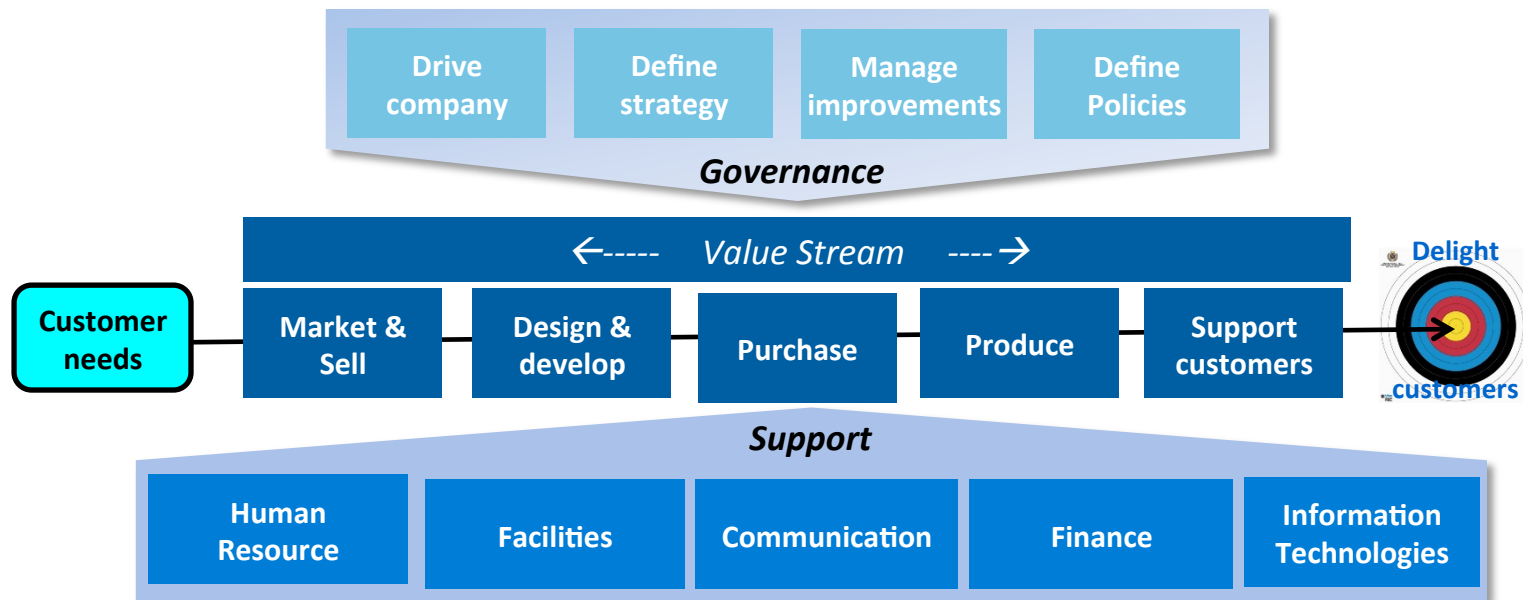 Drive
company
Define
strategy
Manage
improvements
Define
Policies
Governance
←----- Value Stream ----→
Customer
needs
Market &
Sell
Design &
develop
Purchase
Produce
Support
customers
Delight
customers
Support
Human
Resource
Facilities
Communication
Finance
Information
Technologies